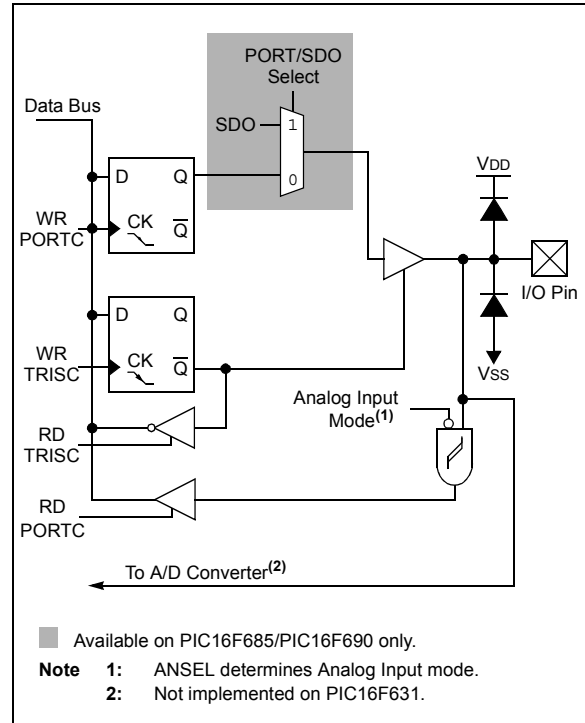 PORT/SDO
Select
Data Bus
SDO
1
0
VDD
D
Q
WR
PORTC
CK
Q
I/O Pin
D
Q
WR
TRISC
CK
Q
VSS
Analog Input
Mode(1)
RD
TRISC
RD
PORTC
To A/D Converter(2)
Available on PIC16F685/PIC16F690 only.
Note 1: ANSEL determines Analog Input mode.
2: Not implemented on PIC16F631.